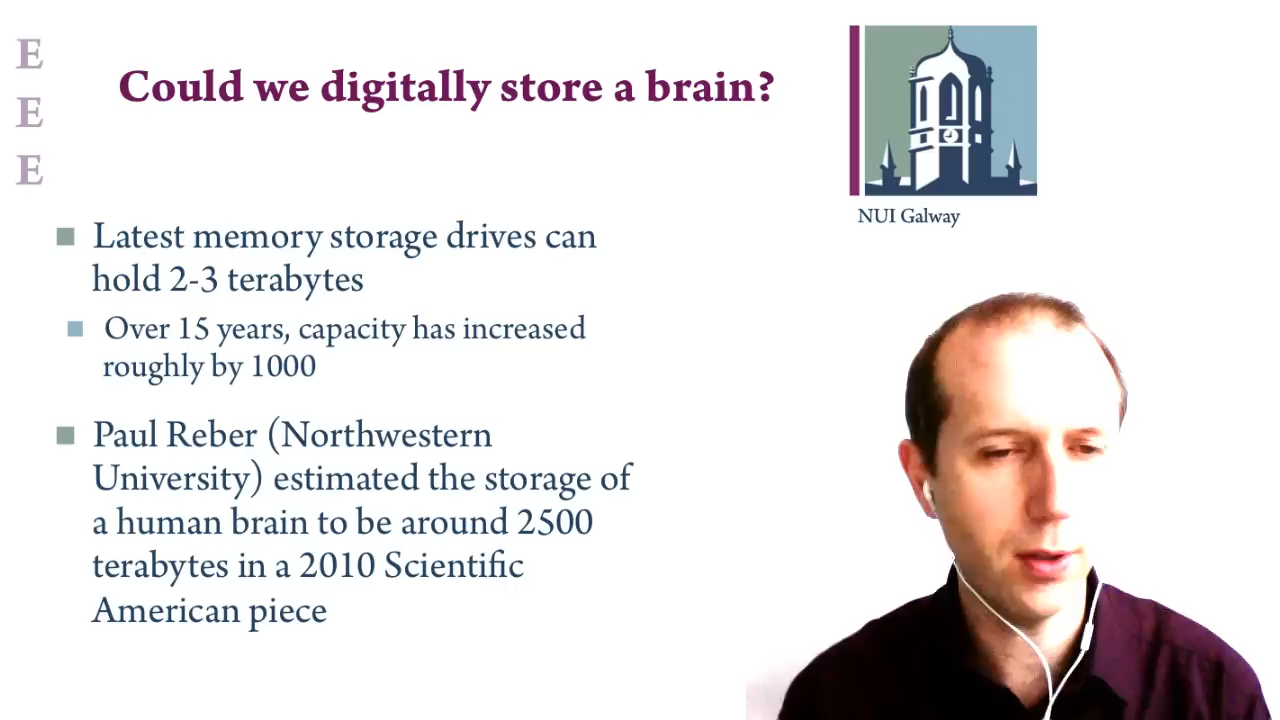 E
E
E
Could we digitally store a brain?
NUI Galway
Latest memory storage drives can
hold 2-3 terabytes
Over 15 years, capacity has increased
roughly by 1000
Paul Reber (Northwestern
University) estimated the storage of
a human brain to be around 2500
terabytes in a 2010 Scientific
American piece